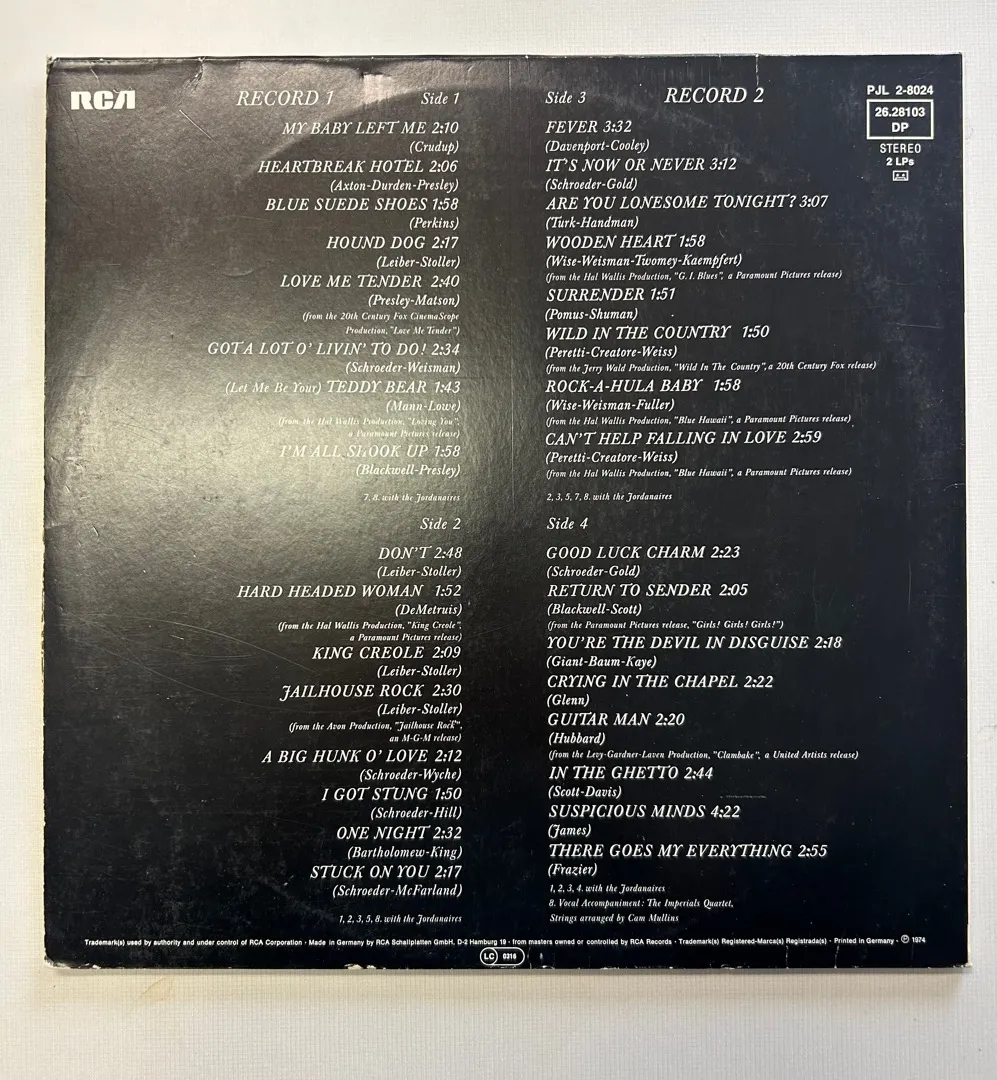 RCA
RECORD 1
Side 1
MY BABY LEFT ME 2:10
(Crudup)
HEARTBREAK HOTEL 2:06
(Axton-Durden-Presley)
BLUE SUEDE SHOES 1:58
(Perkins)
HOUND DOG 2:17
(Leiber-Stoller)
LOVE ME TENDER 2:40
(Presley-Matson)
(from the 20th Century Fox CinemaScope
Production, "Love Me Tender")
GOT A LOT O' LIVIN' TO DO! 2:34
(Schroeder-Weisman)
(Let Me Be Your) TEDDY BEAR 1:43
(Mann-Lowe)
(from the Hal Wallis Production, "Loving You",
a Paramount Pictures release)
I'M ALL SLOOK UP 1:58
(Blackwell-Presley)
7, 8. with the Jordanaires
Side 2
DON'T 2:48
(Leiber-Stoller)
HARD HEADED WOMAN 1:52
(DeMetruis)
(from the Hal Wallis Production, "King Creole",
a Paramount Pictures release)
KING CREOLE 2:09
(Leiber-Stoller)
JAILHOUSE ROCK 2:30
(Leiber-Stoller)
(from the Avon Production, "Jailhouse Rock",
an M-G-M release)
A BIG HUNK O' LOVE 2:12
(Schroeder-Wyche)
I GOT STUNG 1:50
(Schroeder-Hill)
ONE NIGHT 2:32
(Bartholomew-King)
STUCK ON YOU 2:17
(Schroeder-McFarland)
1, 2, 3, 5, 8. with the Jordanaires
Side 3
RECORD 2
FEVER 3:32
(Davenport-Cooley)
IT'S NOW OR NEVER 3:12
(Schroeder-Gold)
ARE YOU LONESOME TONIGHT? 3:07
(Turk-Handman)
WOODEN HEART 1:58
(Wise-Weisman-Twomey-Kaempfert)
(from the Hal Wallis Production, "G. I. Blues", a Paramount Pictures release)
SURRENDER 1:51
(Pomus-Shuman)
WILD IN THE COUNTRY 1:50
(Peretti-Creatore-Weiss)
(from the Jerry Wald Production, "Wild In The Country", a 20th Century Fox release)
ROCK-A-HULA BABY 1:58
(Wise-Weisman-Fuller)
(from the Hal Wallis Production, "Blue Hawaii", a Paramount Pictures release)
CAN'T HELP FALLING IN LOVE 2:59
(Peretti-Creatore-Weiss)
(from the Hal Wallis Production, "Blue Hawaii", a Paramount Pictures release)
2, 3, 5, 7, 8. with the Jordanaires
Side 4
GOOD LUCK CHARM 2:23
(Schroeder-Gold)
RETURN TO SENDER 2:05
(Blackwell-Scott)
(from the Paramount Pictures release, "Girls! Girls! Girls!")
YOU'RE THE DEVIL IN DISGUISE 2:18
(Giant-Baum-Kaye)
CRYING IN THE CHAPEL 2:22
(Glenn)
GUITAR MAN 2:20
(Hubbard)
(from the Levy-Gardner-Laven Production, "Clambake", a United Artists release)
IN THE GHETTO 2:44
(Scott-Davis)
SUSPICIOUS MINDS 4:22
(James)
THERE GOES MY EVERYTHING 2:55
(Frazier)
1, 2, 3, 4. with the Jordanaires
8. Vocal Accompaniment: The Imperials Quartet,
Strings arranged by Cam Mullins
PJL 2-8024
26.28103
DP
STEREO
2 LPs
Trademark(s) used by authority and under control of RCA Corporation · Made in Germany by RCA Schallplatten GmbH, D-2 Hamburg 19 · from masters owned or controlled by RCA Records · Trademark(s) Registered-Marca(s) Registrada(s) · Printed in Germany · ℗ 1974
LC 0316